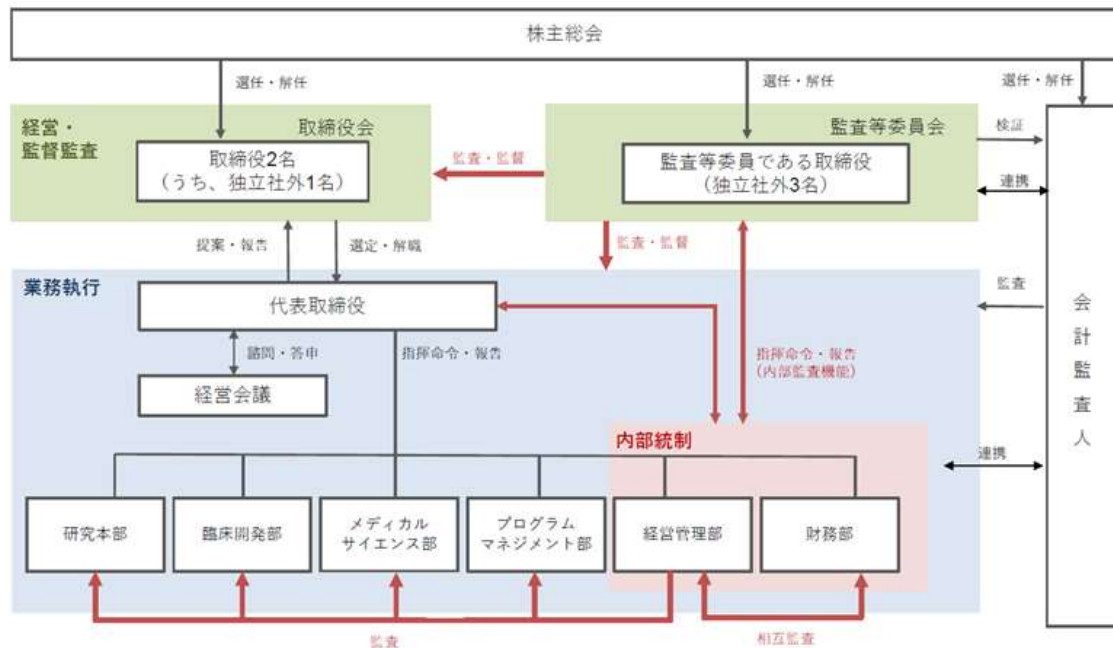 株主総会
選任・解任
選任・解任
選任・解任
経営・
監督監査
取締役会
取締役2名
（うち、独立社外1名）
監査・監督
監査等委員会
監査等委員である取締役
（独立社外3名）
検証
連携
提案・報告
選定・解職
監査・監督
業務執行
代表取締役
監査
会計監査人
諮問・答申
指揮命令・報告
指揮命令・報告
(内部監査機能)
経営会議
内部統制
連携
研究本部
臨床開発部
メディカル
サイエンス部
プログラム
マネジメント部
経営管理部
財務部
監査
相互監査